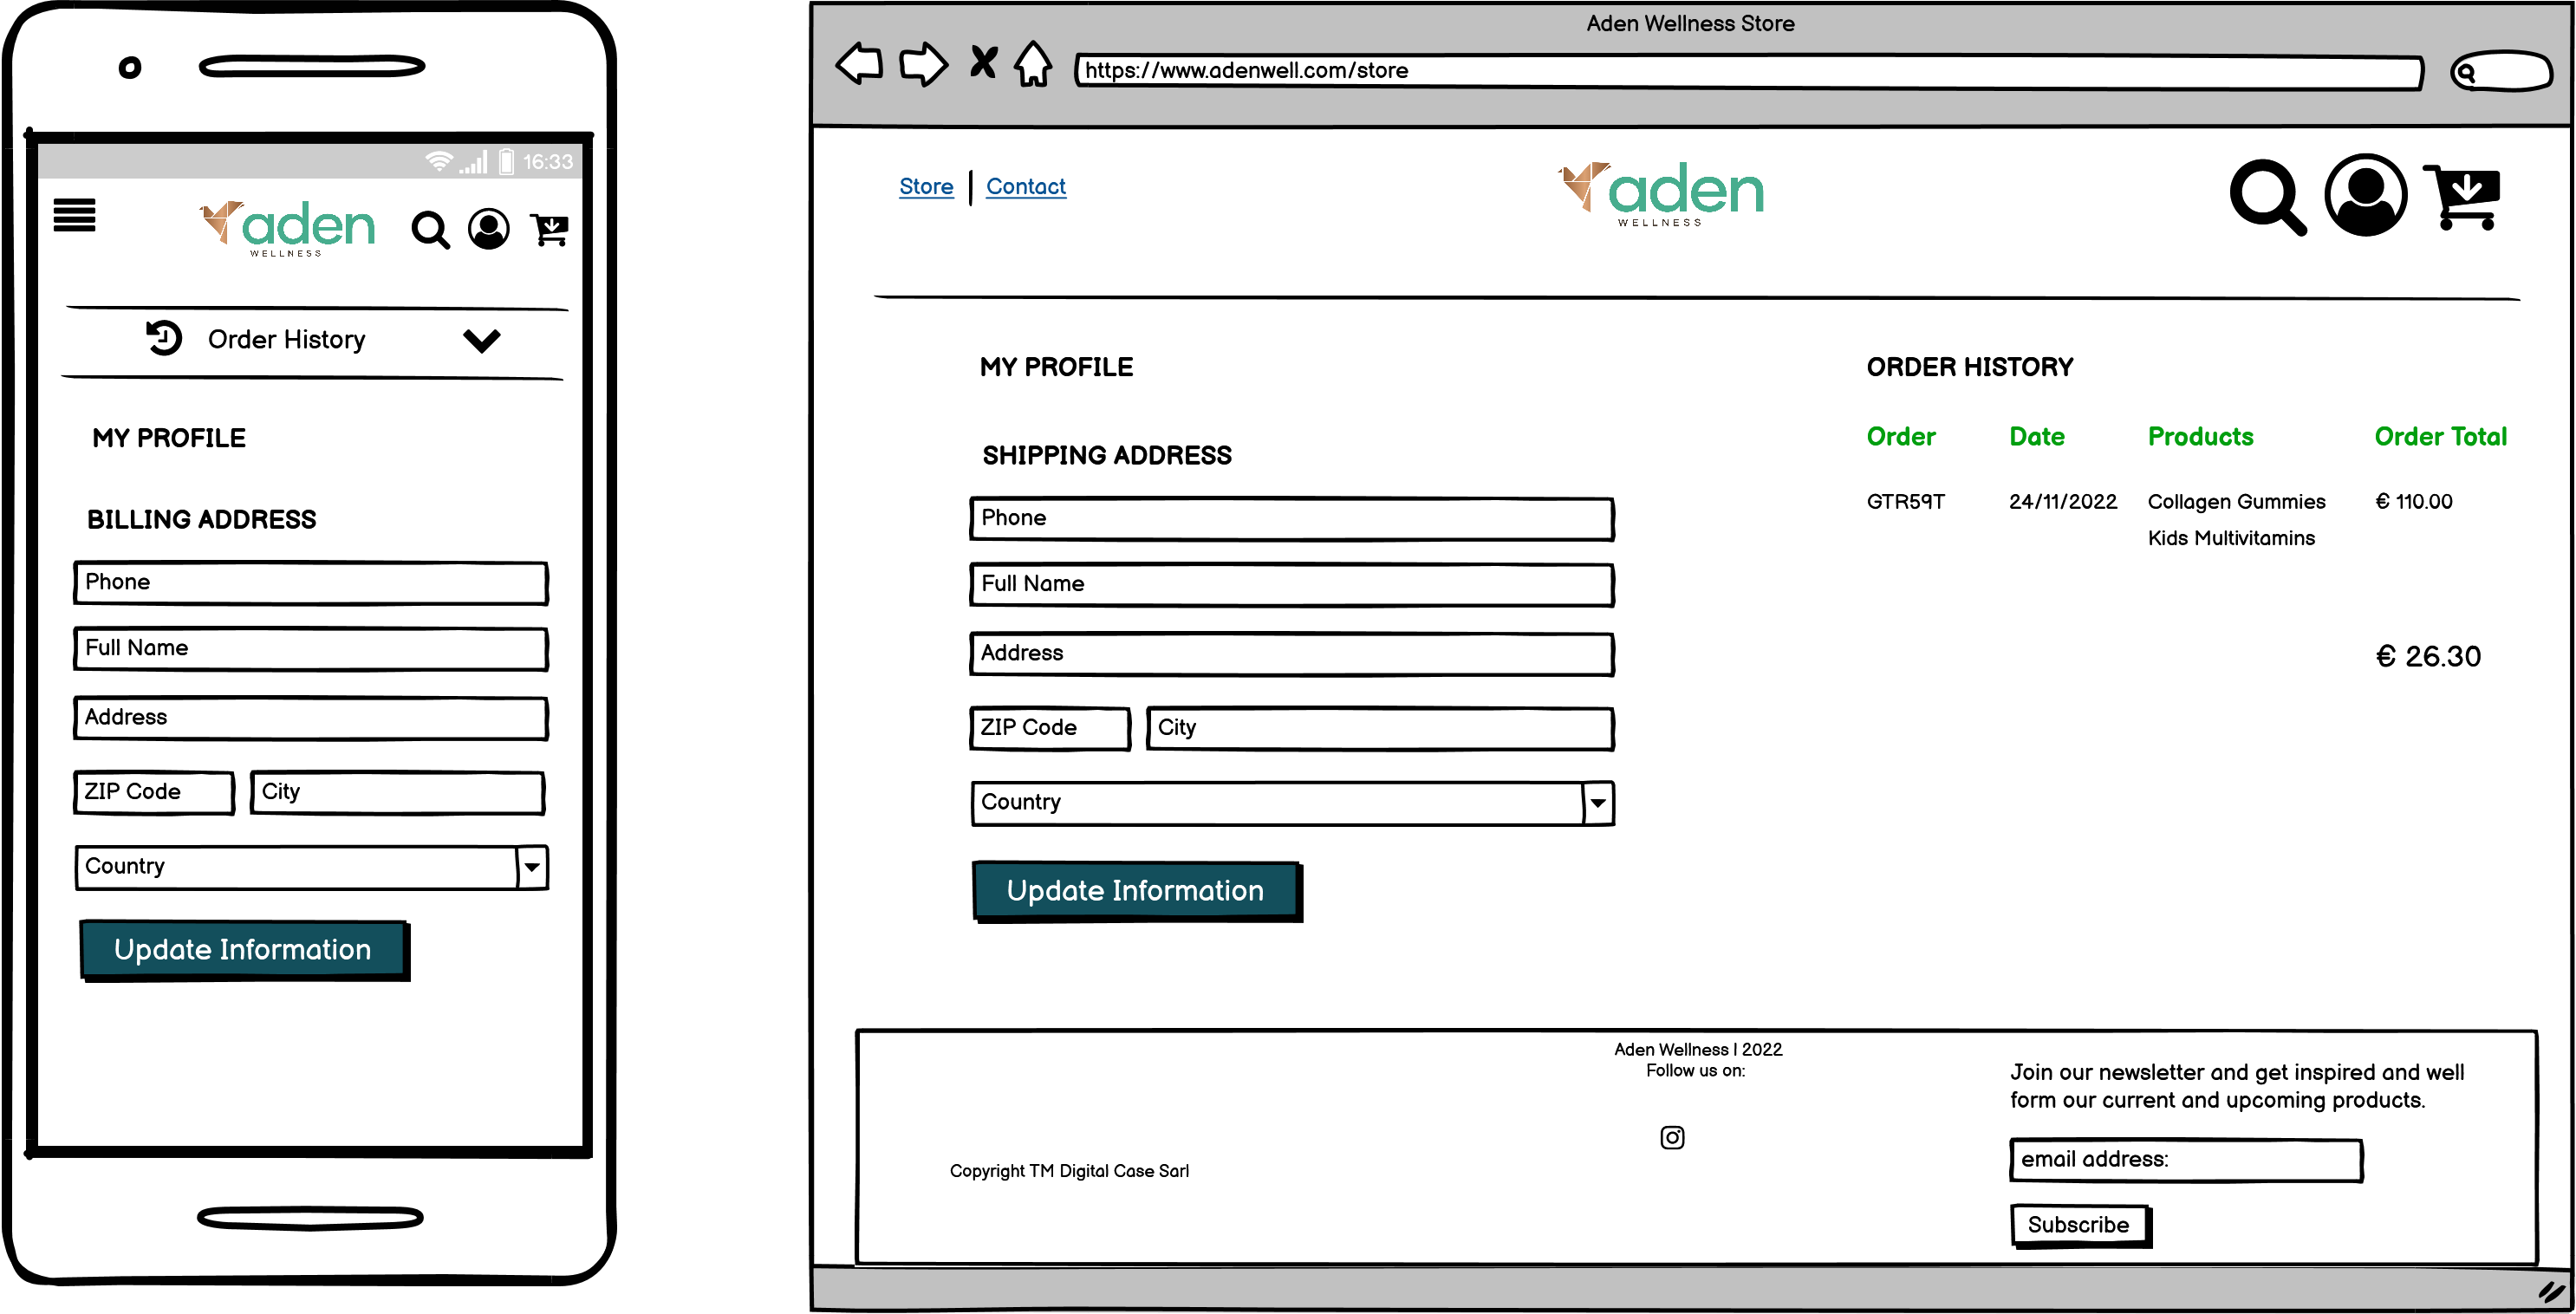 16:33
aden
WELLNESS
Order History
MY PROFILE
BILLING ADDRESS
Phone
Full Name
Address
ZIP Code City
Country
Update Information
Aden Wellness Store
https://www.adenwell.com/store
Store | Contact
aden
WELLNESS
MY PROFILE
SHIPPING ADDRESS
Phone
Full Name
Address
ZIP Code City
Country
Update Information
ORDER HISTORY
Order Date Products Order Total
GTR59T 24/11/2022 Collagen Gummies € 110.00
Kids Multivitamins
€ 26.30
Copyright TM Digital Case Sarl
Aden Wellness | 2022
Follow us on:
Join our newsletter and get inspired and well
form our current and upcoming products.
email address:
Subscribe